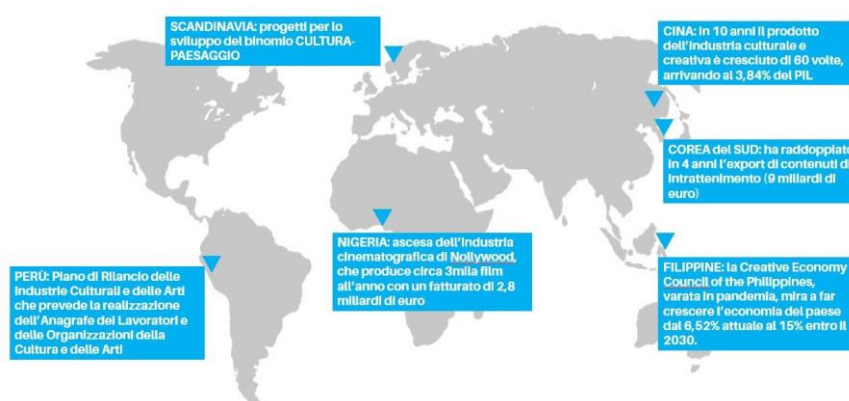 SCANDINAVIA: progetti per lo
sviluppo del binomio CULTURA-
PAESAGGIO
CINA: in 10 anni il prodotto
dell'industria culturale e
creativa è cresciuto di 60 volte,
arrivando al 3,84% del PIL
COREA del SUD: ha raddoppiato
in 4 anni l'export di contenuti di
intrattenimento (9 miliardi di
euro)
NIGERIA: ascesa dell'industria
cinematografica di Nollywood,
che produce circa 3mila film
all'anno con un fatturato di 2,8
miliardi di euro
PERÙ: Piano di Rilancio delle
Industrie Culturali e delle Arti
che prevede la realizzazione
dell'Anagrafe dei Lavoratori e
delle Organizzazioni della
Cultura e delle Arti
FILIPPINE: la Creative Economy
Council of the Philippines,
varata in pandemia, mira a far
crescere l'economia del paese
dal 6,52% attuale al 15% entro il
2030.